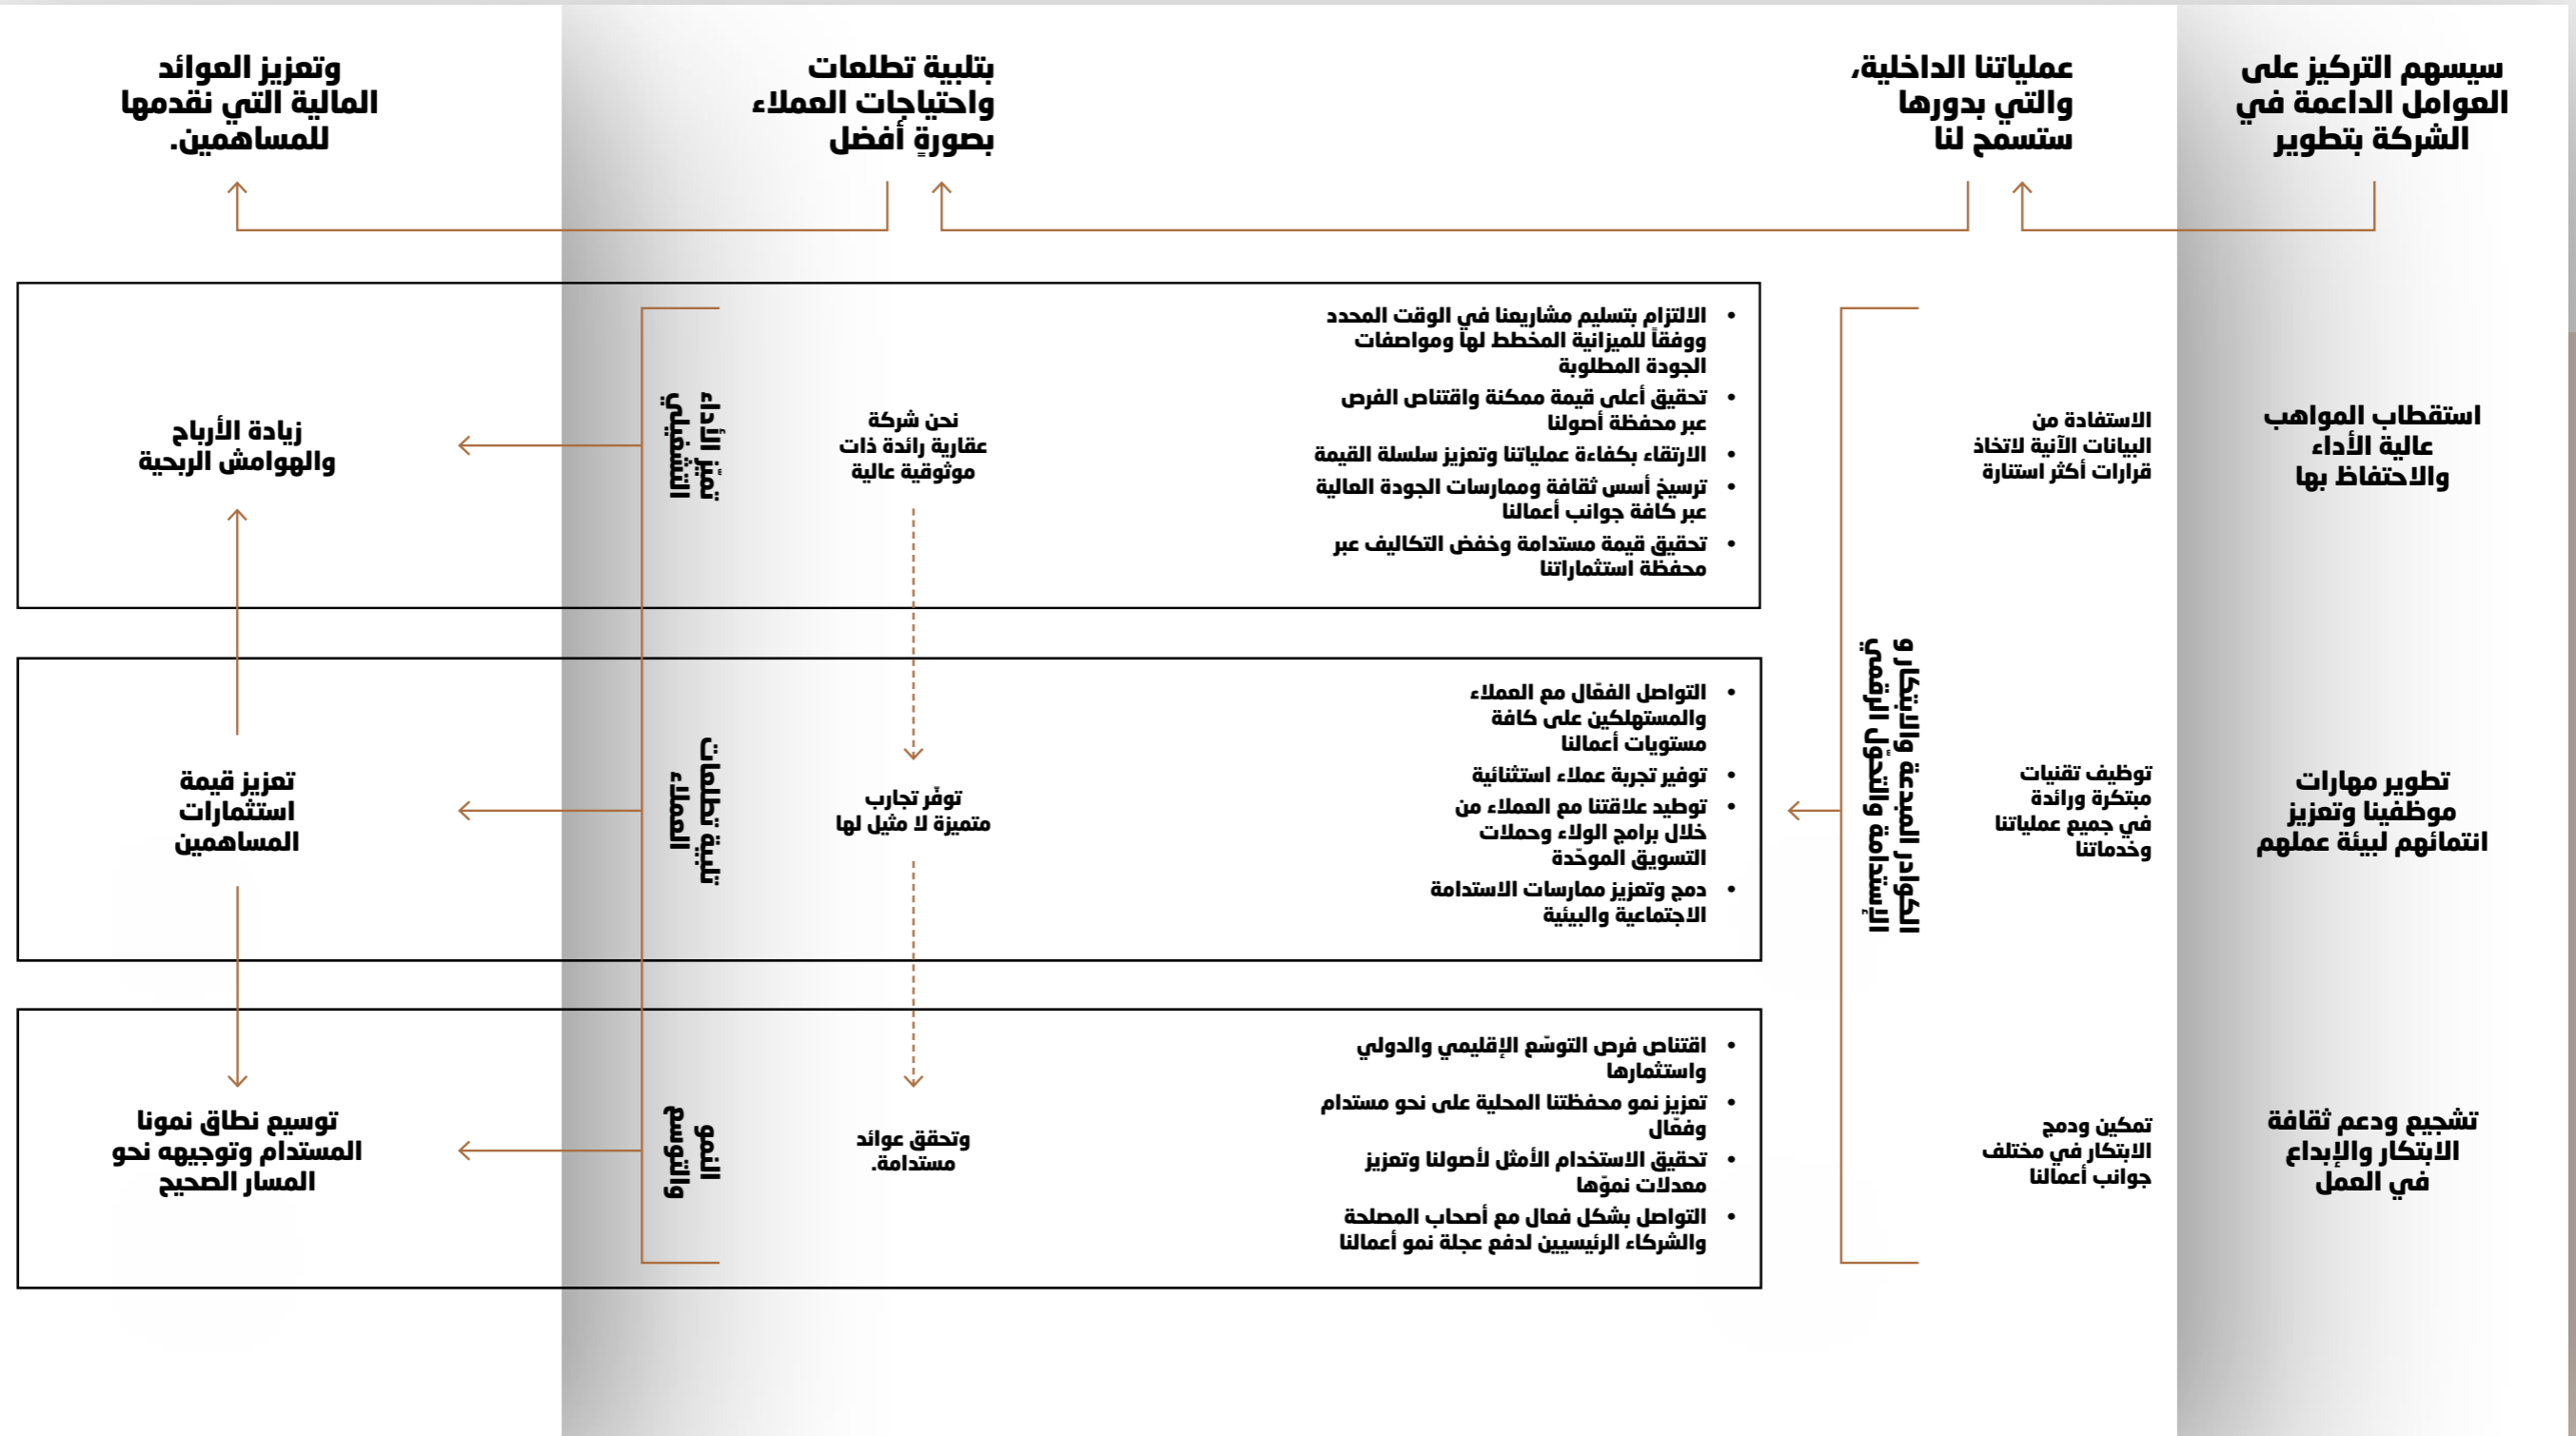 سيسهم التركيز على
العوامل الداعمة في
الشركة بتطوير
عملياتنا الداخلية،
والتي بدورها
ستسمح لنا
بتلبية تطلعات
واحتياجات العملاء
بصورةٍ أفضل
وتعزيز العوائد
المالية التي نقدمها
للمساهمين.
استقطاب المواهب
عالية الأداء
والاحتفاظ بها
تطوير مهارات
موظفينا وتعزيز
انتمائهم لبيئة عملهم
تشجيع ودعم ثقافة
الابتكار والإبداع
في العمل
الاستفادة من
البيانات الآنية لاتخاذ
قرارات أكثر استنارة
توظيف تقنيات
مبتكرة ورائدة
في جميع عملياتنا
وخدماتنا
تمكين ودمج
الابتكار في مختلف
جوانب أعمالنا
الكوادر المبدعة والابتكار و
الإستدامة والتحوّل الرقمي
• الالتزام بتسليم مشاريعنا في الوقت المحدد
ووفقاً للميزانية المخطط لها ومواصفات
الجودة المطلوبة
• تحقيق أعلى قيمة ممكنة واقتناص الفرص
عبر محفظة أصولنا
• الارتقاء بكفاءة عملياتنا وتعزيز سلسلة القيمة
• ترسيخ أسس ثقافة وممارسات الجودة العالية
عبر كافة جوانب أعمالنا
• تحقيق قيمة مستدامة وخفض التكاليف عبر
محفظة استثماراتنا
نحن شركة
عقارية رائدة ذات
موثوقية عالية
تميّز الأداء
التشغيلي
زيادة الأرباح
والهوامش الربحية
• التواصل الفعّال مع العملاء
والمستهلكين على كافة
مستويات أعمالنا
• توفير تجربة عملاء استثنائية
• توطيد علاقتنا مع العملاء من
خلال برامج الولاء وحملات
التسويق الموحّدة
• دمج وتعزيز ممارسات الاستدامة
الاجتماعية والبيئية
توفّر تجارب
متميزة لا مثيل لها
تلبية تطلعات
العملاء
تعزيز قيمة
استثمارات
المساهمين
• اقتناص فرص التوسّع الإقليمي والدولي
واستثمارها
• تعزيز نمو محفظتنا المحلية على نحو مستدام
وفعّال
• تحقيق الاستخدام الأمثل لأصولنا وتعزيز
معدلات نموّها
• التواصل بشكل فعال مع أصحاب المصلحة
والشركاء الرئيسيين لدفع عجلة نمو أعمالنا
وتحقق عوائد
مستدامة.
النمو
والتوسع
توسيع نطاق نمونا
المستدام وتوجيهه نحو
المسار الصحيح